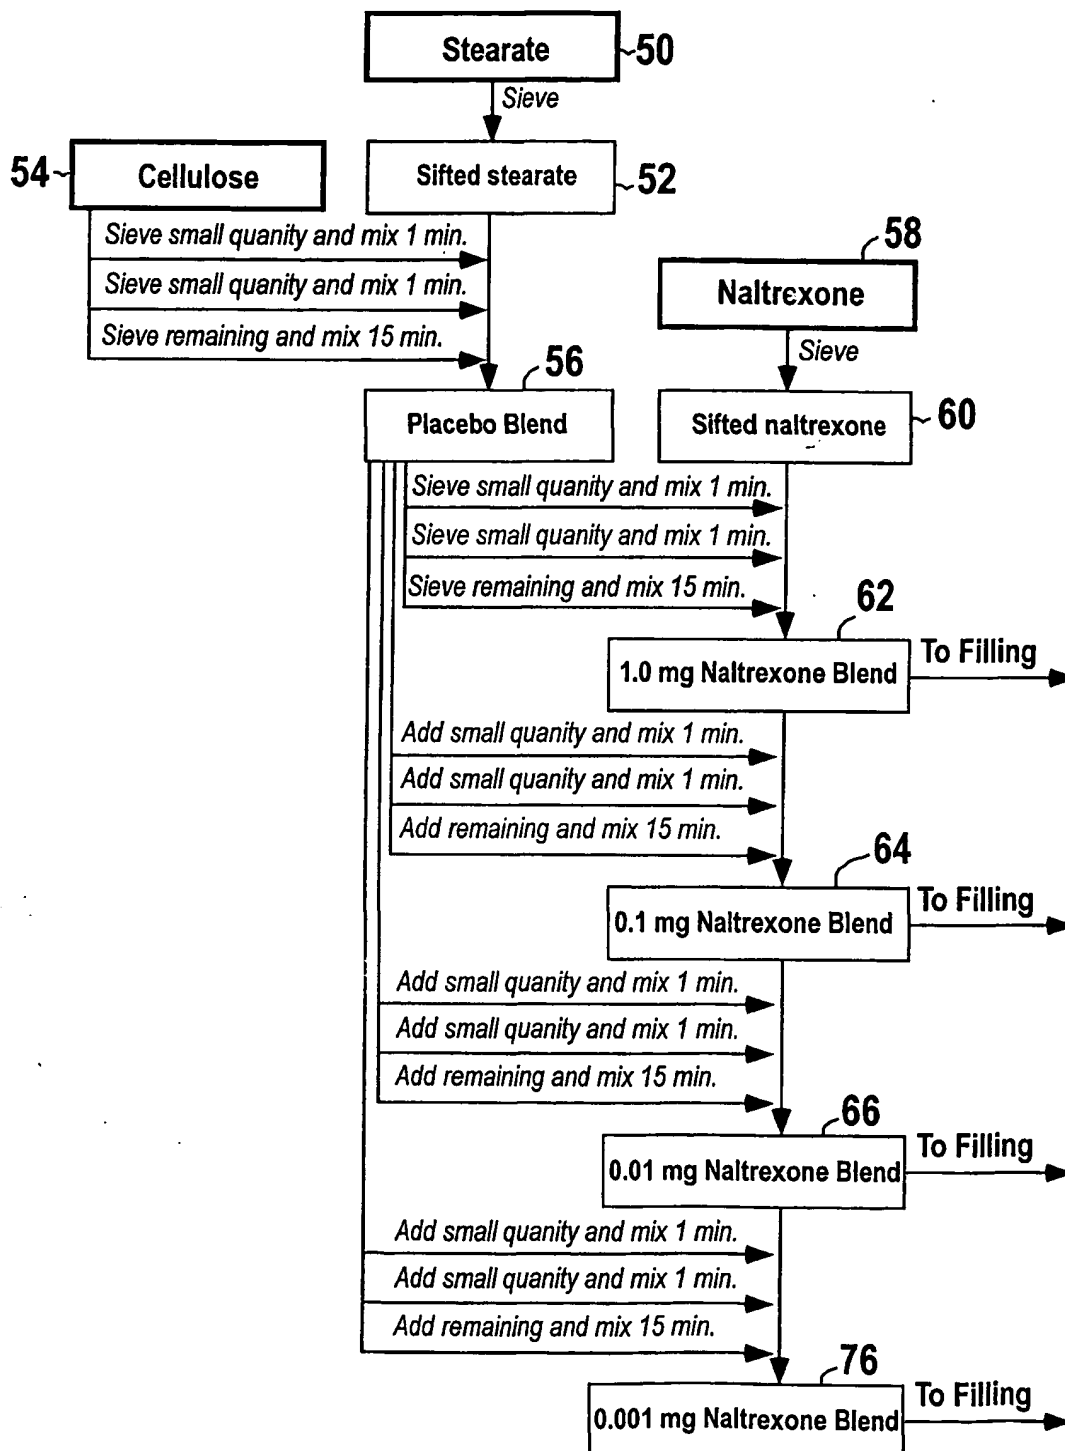 Stearate
50
Sieve
54
Cellulose
Sifted stearate
52
Sieve small quanity and mix 1 min.
Sieve small quanity and mix 1 min.
Sieve remaining and mix 15 min.
58
Naltrexone
Sieve
56
Placebo Blend
Sifted naltrexone
60
Sieve small quanity and mix 1 min.
Sieve small quanity and mix 1 min.
Sieve remaining and mix 15 min.
62
1.0 mg Naltrexone Blend
To Filling
Add small quanity and mix 1 min.
Add small quanity and mix 1 min.
Add remaining and mix 15 min.
64
0.1 mg Naltrexone Blend
To Filling
Add small quanity and mix 1 min.
Add small quanity and mix 1 min.
Add remaining and mix 15 min.
66
0.01 mg Naltrexone Blend
To Filling
Add small quanity and mix 1 min.
Add small quanity and mix 1 min.
Add remaining and mix 15 min.
76
0.001 mg Naltrexone Blend
To Filling